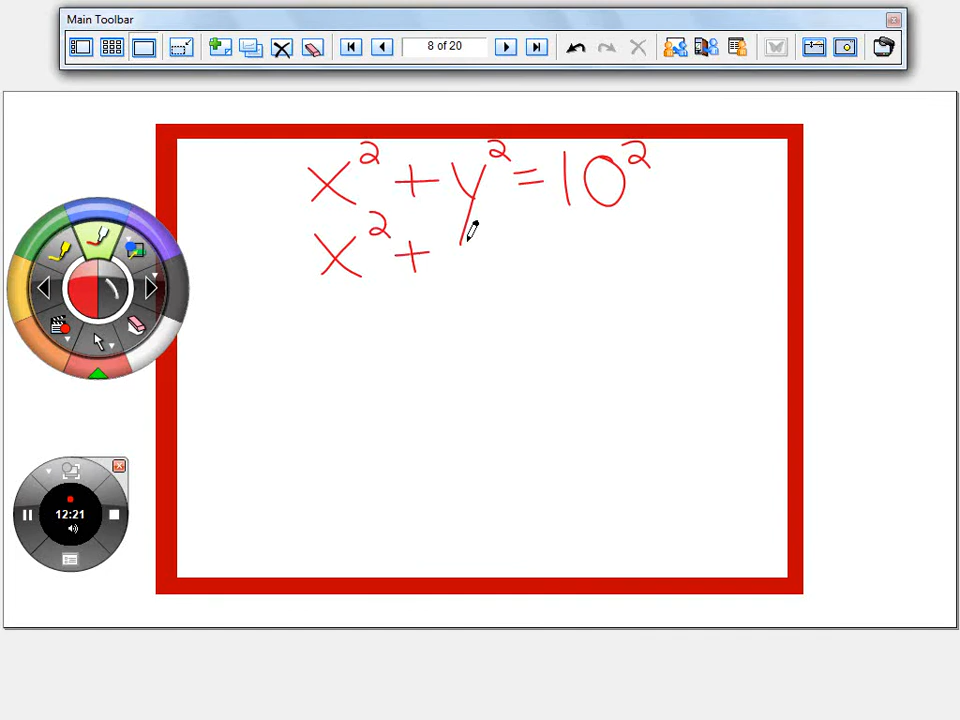 Main Toolbar
8 of 20
x² + y² = 10²
x² +
12:21